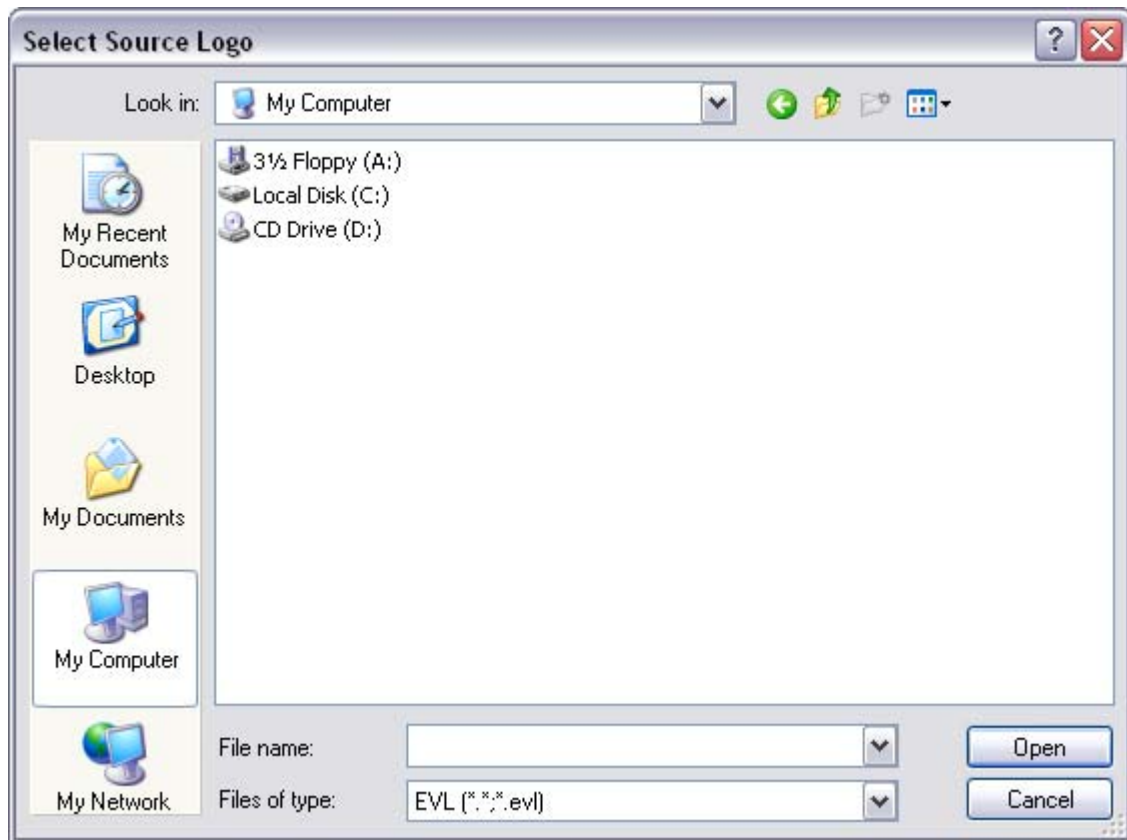 Select Source Logo
?
Look in:
My Computer
My Recent
Documents
Desktop
My Documents
My Computer
My Network
3½ Floppy (A:)
Local Disk (C:)
CD Drive (D:)
File name:
Open
Files of type:
EVL (*.*;*.evl)
Cancel